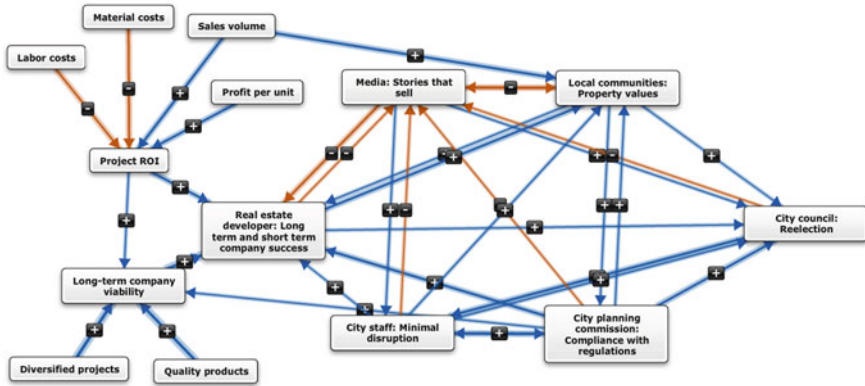 Material costs
Sales volume
Labor costs
Media: Stories that
sell
Local communities:
Property values
Profit per unit
Project ROI
Real estate
developer: Long
term and short term
company success
City council:
Reelection
Long-term company
viability
City staff: Minimal
disruption
City planning
commission:
Compliance with
regulations
Diversified projects
Quality products